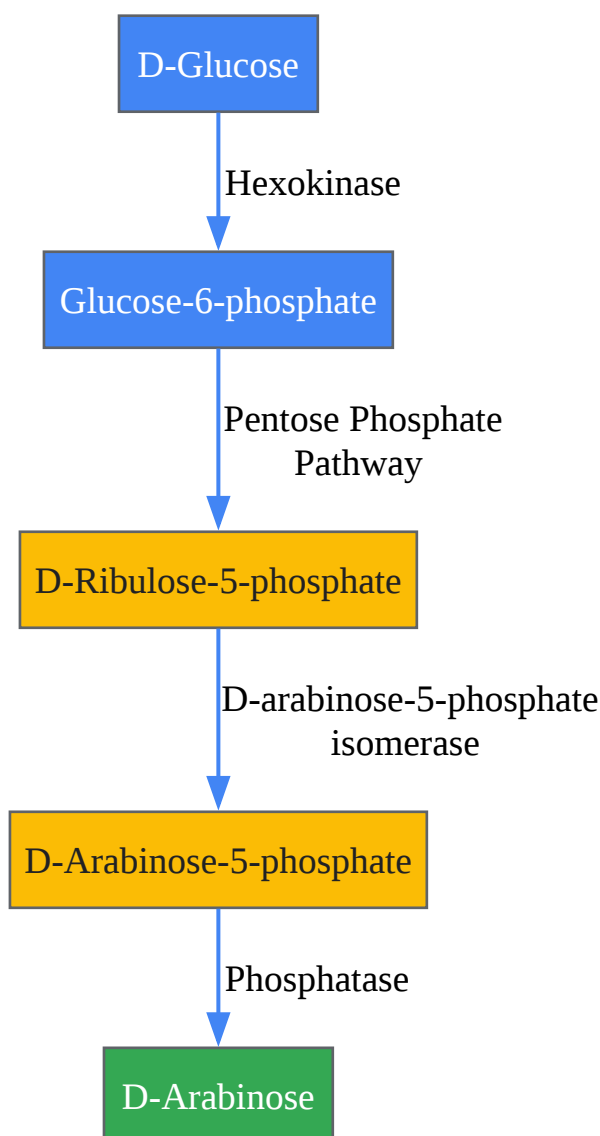 D-Glucose
Hexokinase
Glucose-6-phosphate
Pentose Phosphate
Pathway
D-Ribulose-5-phosphate
D-arabinose-5-phosphate
isomerase
D-Arabinose-5-phosphate
Phosphatase
D-Arabinose